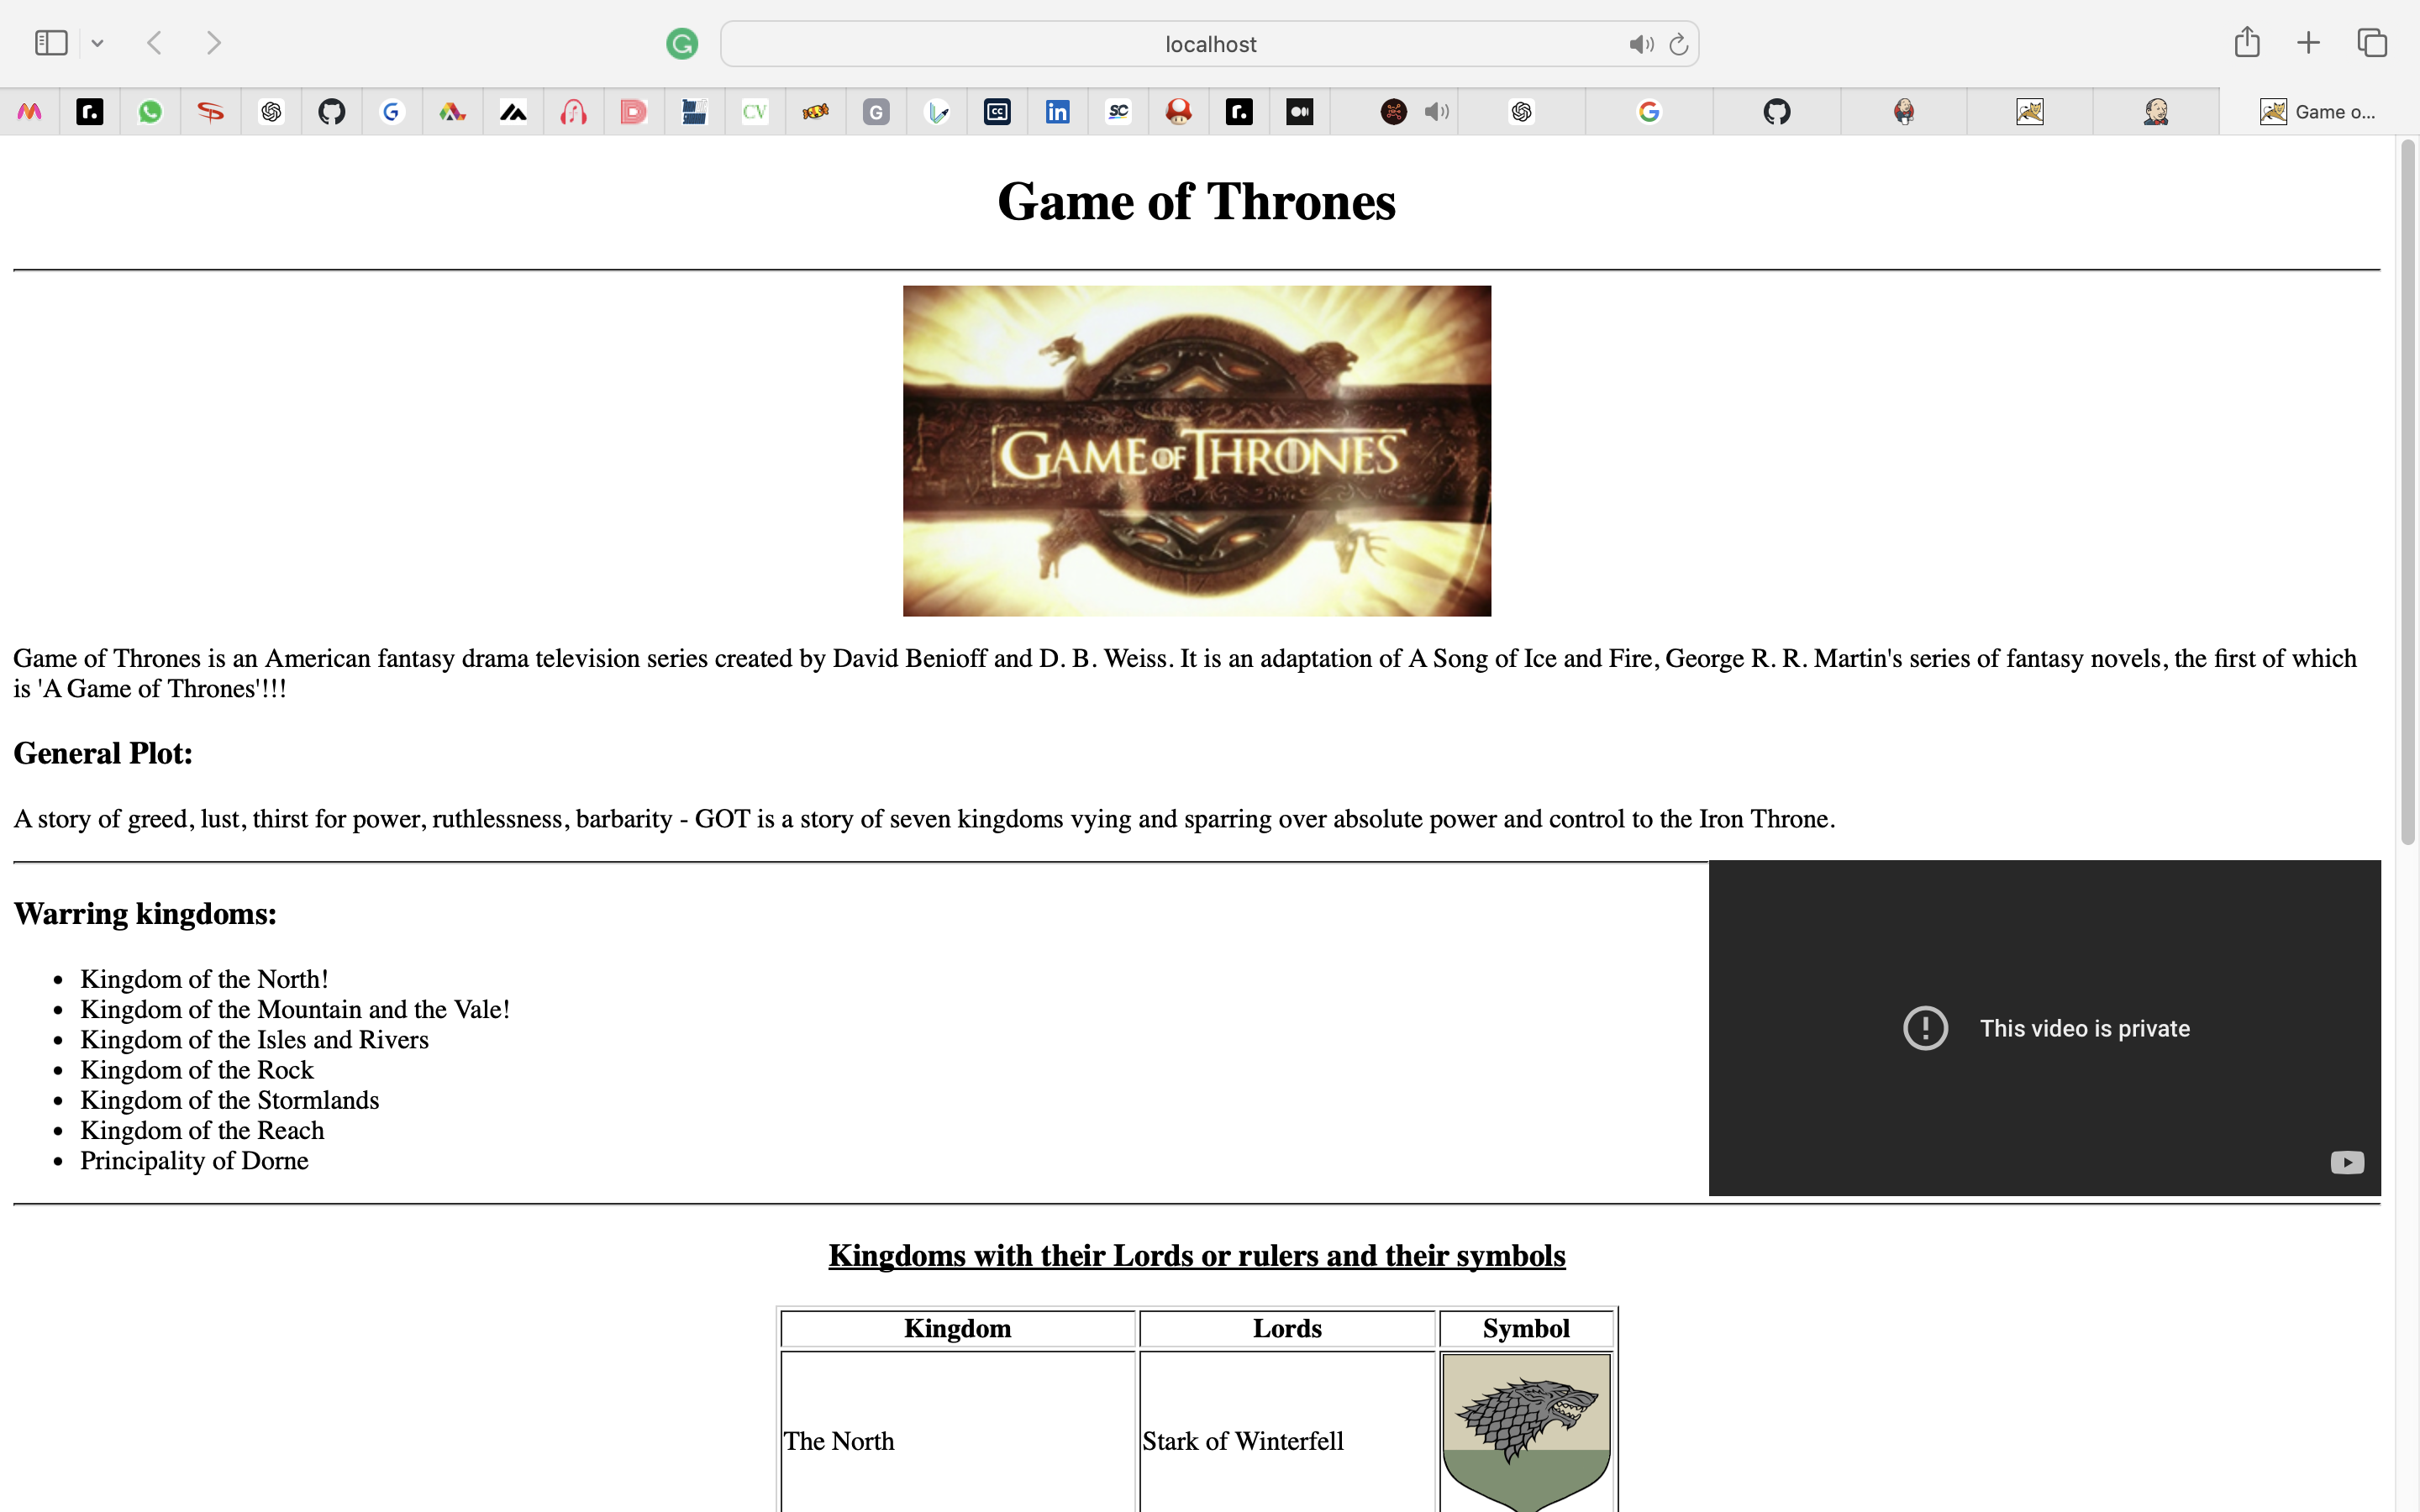 localhost
CV
G
CC
in
SC
Game o...
Game of Thrones
GAME OF THRONES
Game of Thrones is an American fantasy drama television series created by David Benioff and D. B. Weiss. It is an adaptation of A Song of Ice and Fire, George R. R. Martin's series of fantasy novels, the first of which
is 'A Game of Thrones'!!!
General Plot:
A story of greed, lust, thirst for power, ruthlessness, barbarity - GOT is a story of seven kingdoms vying and sparring over absolute power and control to the Iron Throne.
Warring kingdoms:
Kingdom of the North!
Kingdom of the Mountain and the Vale!
Kingdom of the Isles and Rivers
Kingdom of the Rock
Kingdom of the Stormlands
Kingdom of the Reach
Principality of Dorne
This video is private
Kingdoms with their Lords or rulers and their symbols
Kingdom Lords Symbol
The North Stark of Winterfell